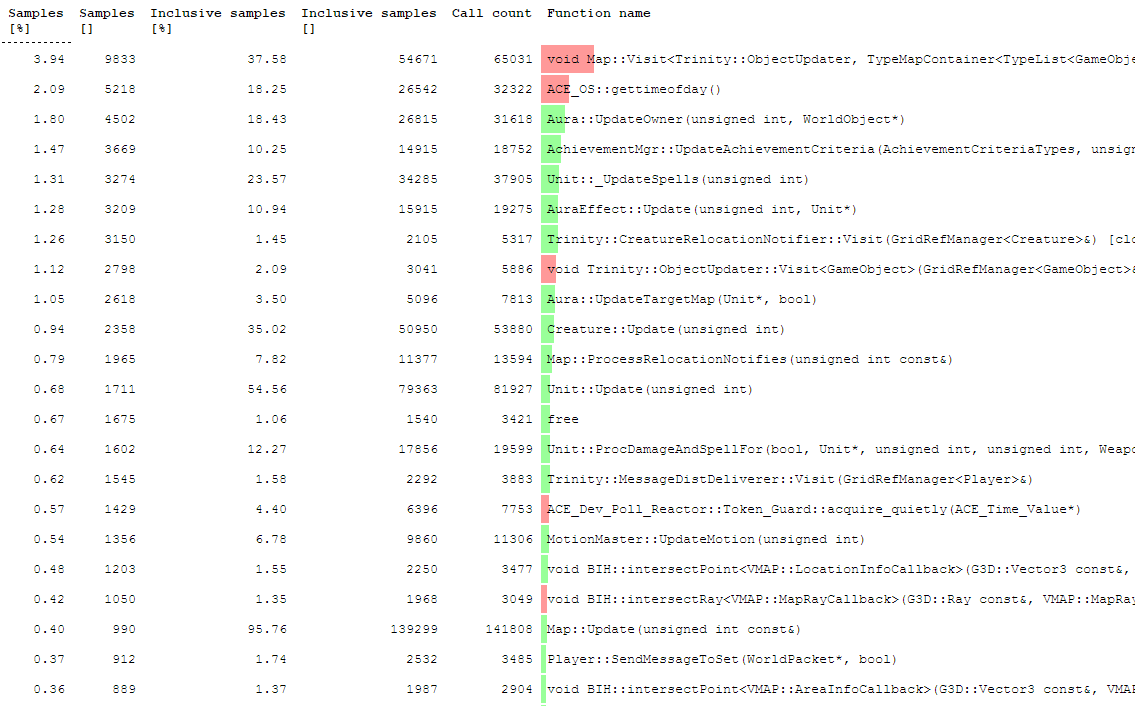 Samples Samples Inclusive samples Inclusive samples Call count Function name
[%] [] [%] []
3.94 9833 37.58 54671 65031 void Map::Visit<Trinity::ObjectUpdater, TypeMapContainer<TypeList<GameObje
2.09 5218 18.25 26542 32322 ACE_OS::gettimeofday()
1.80 4502 18.43 26815 31618 Aura::UpdateOwner(unsigned int, WorldObject*)
1.47 3669 10.25 14915 18752 AchievementMgr::UpdateAchievementCriteria(AchievementCriteriaTypes, unsign
1.31 3274 23.57 34285 37905 Unit::_UpdateSpells(unsigned int)
1.28 3209 10.94 15915 19275 AuraEffect::Update(unsigned int, Unit*)
1.26 3150 1.45 2105 5317 Trinity::CreatureRelocationNotifier::Visit(GridRefManager<Creature>&) [clo
1.12 2798 2.09 3041 5886 void Trinity::ObjectUpdater::Visit<GameObject>(GridRefManager<GameObject>&
1.05 2618 3.50 5096 7813 Aura::UpdateTargetMap(Unit*, bool)
0.94 2358 35.02 50950 53880 Creature::Update(unsigned int)
0.79 1965 7.82 11377 13594 Map::ProcessRelocationNotifies(unsigned int const&)
0.68 1711 54.56 79363 81927 Unit::Update(unsigned int)
0.67 1675 1.06 1540 3421 free
0.64 1602 12.27 17856 19599 Unit::ProcDamageAndSpellFor(bool, Unit*, unsigned int, unsigned int, Weapo
0.62 1545 1.58 2292 3883 Trinity::MessageDistDeliverer::Visit(GridRefManager<Player>&)
0.57 1429 4.40 6396 7753 ACE_Dev_Poll_Reactor::Token_Guard::acquire_quietly(ACE_Time_Value*)
0.54 1356 6.78 9860 11306 MotionMaster::UpdateMotion(unsigned int)
0.48 1203 1.55 2250 3477 void BIH::intersectPoint<VMAP::LocationInfoCallback>(G3D::Vector3 const&,
0.42 1050 1.35 1968 3049 void BIH::intersectRay<VMAP::MapRayCallback>(G3D::Ray const&, VMAP::MapRay
0.40 990 95.76 139299 141808 Map::Update(unsigned int const&)
0.37 912 1.74 2532 3485 Player::SendMessageToSet(WorldPacket*, bool)
0.36 889 1.37 1987 2904 void BIH::intersectPoint<VMAP::AreaInfoCallback>(G3D::Vector3 const&, VMAP